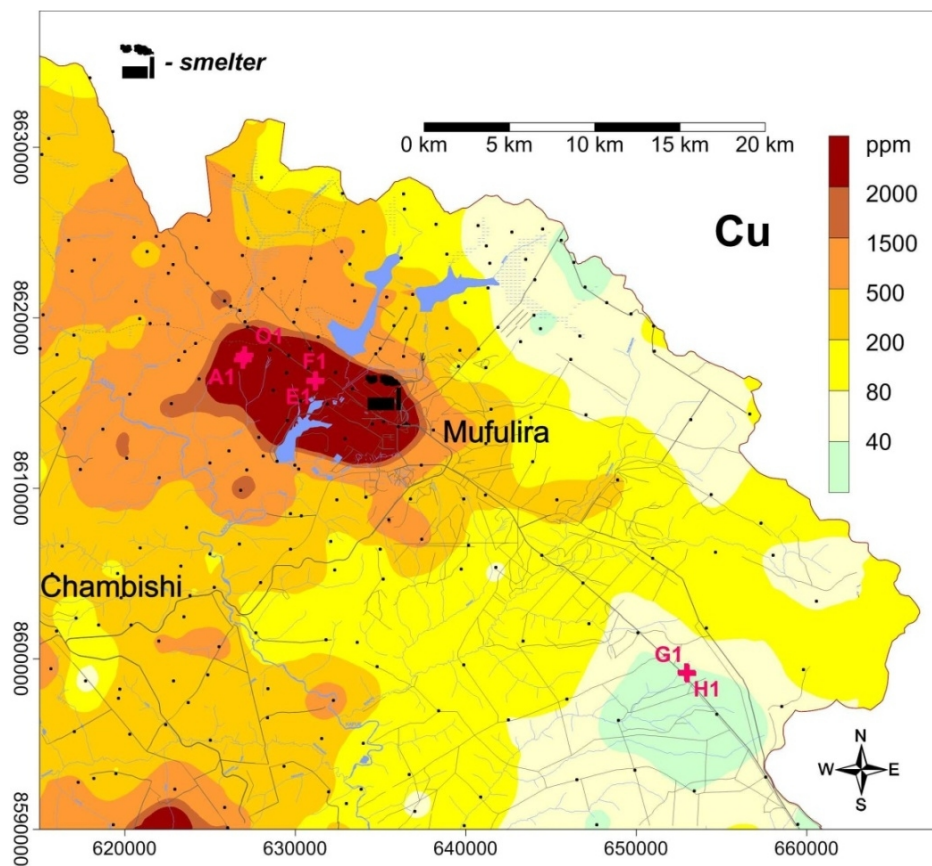 - smelter
0 km 5 km 10 km 15 km 20 km
ppm
2000
1500
500
200
80
40
Cu
8630000
8620000
8610000
8600000
8590000
O1
A1
F1
E1
Mufulira
Chambishi
G1
H1
N
W E
S
620000 630000 640000 650000 660000